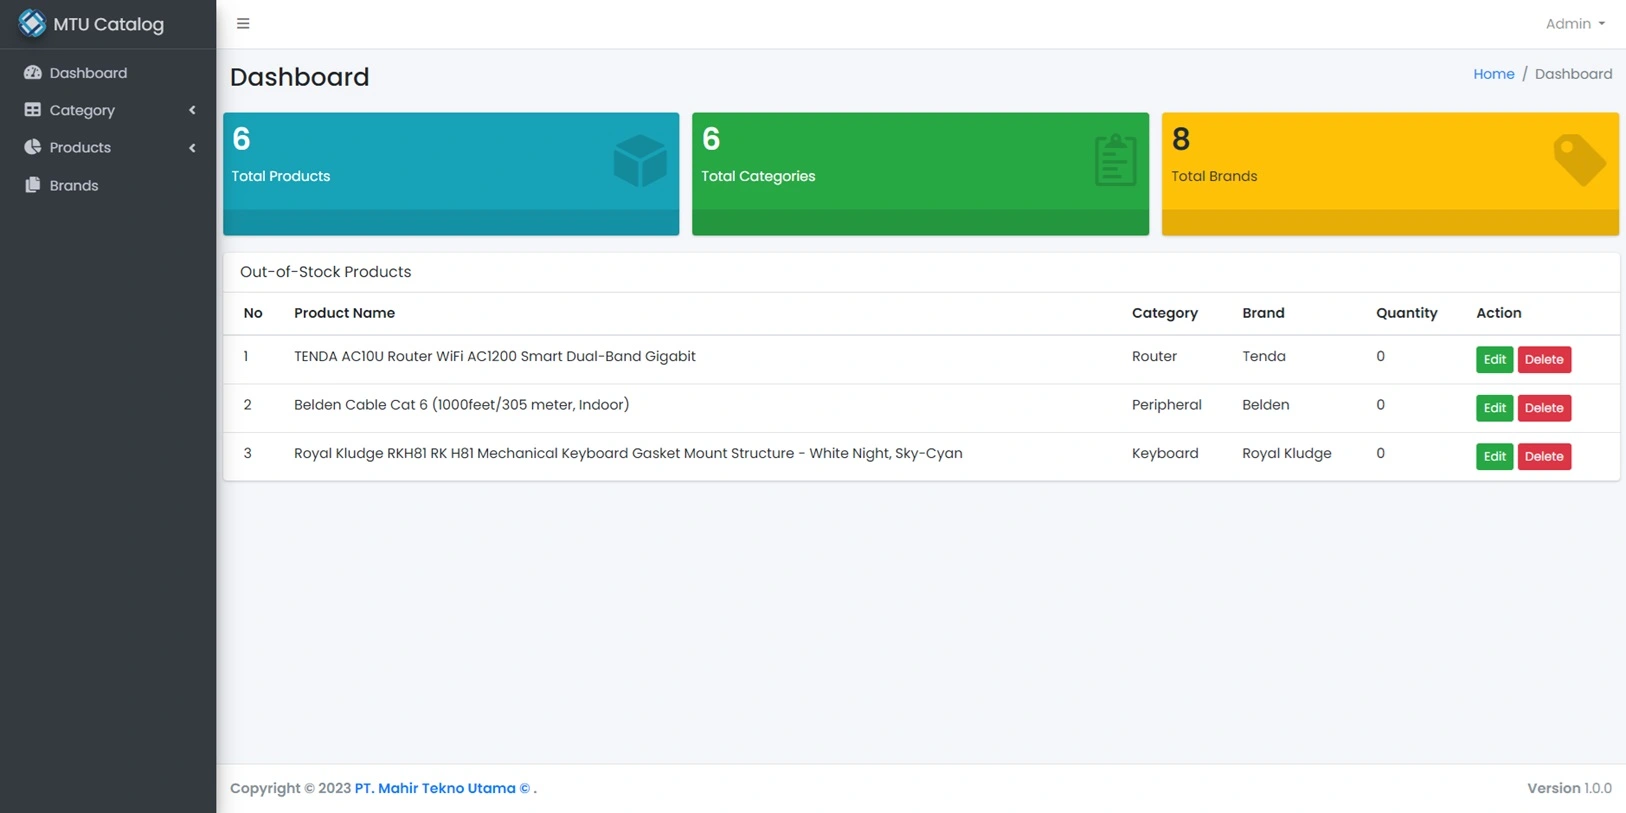 MTU Catalog
Admin
Dashboard
Category
Products
Brands
Dashboard
Home / Dashboard
6
Total Products
6
Total Categories
8
Total Brands
Out-of-Stock Products
No Product Name Category Brand Quantity Action
1 TENDA AC10U Router WiFi AC1200 Smart Dual-Band Gigabit Router Tenda 0 Edit Delete
2 Belden Cable Cat 6 (1000feet/305 meter, Indoor) Peripheral Belden 0 Edit Delete
3 Royal Kludge RKH81 RK H81 Mechanical Keyboard Gasket Mount Structure - White Night, Sky-Cyan Keyboard Royal Kludge 0 Edit Delete
Copyright © 2023 PT. Mahir Tekno Utama © .
Version 1.0.0